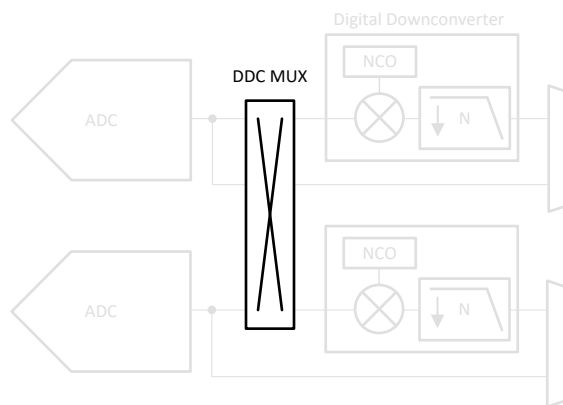 Digital Downconverter
NCO
DDC MUX
ADC
N
NCO
ADC
N